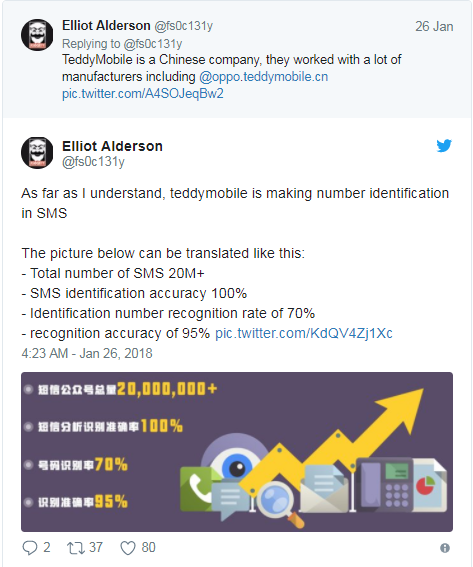 Elliot Alderson @fs0c131y 26 Jan
Replying to @fs0c131y
TeddyMobile is a Chinese company, they worked with a lot of
manufacturers including @oppo.teddymobile.cn
pic.twitter.com/A4SOJeqBw2
Elliot Alderson
@fs0c131y
As far as I understand, teddymobile is making number identification
in SMS
The picture below can be translated like this:
- Total number of SMS 20M+
- SMS identification accuracy 100%
- Identification number recognition rate of 70%
- recognition accuracy of 95% pic.twitter.com/KdQV4Zj1Xc
4:23 AM - Jan 26, 2018
短信公众号总量20,000,000+
短信分析识别准确率100%
号码识别率70%
识别准确率95%
2 37 80